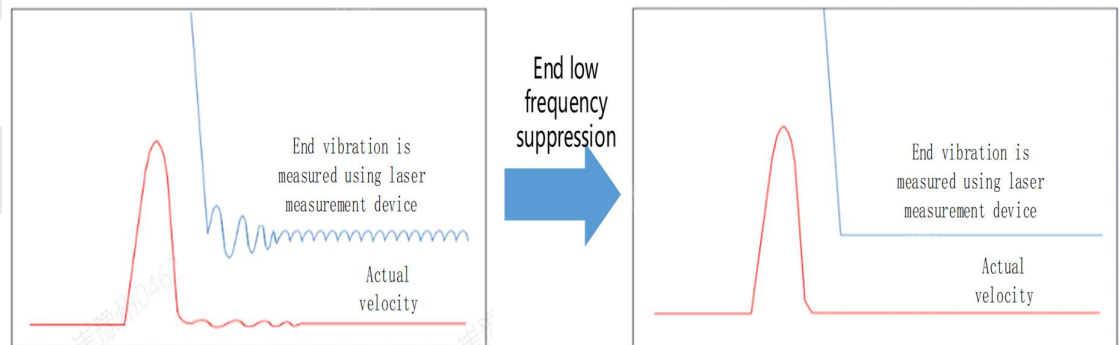 End vibration is
measured using laser
measurement device
Actual
velocity
End low
frequency
suppression
End vibration is
measured using laser
measurement device
Actual
velocity